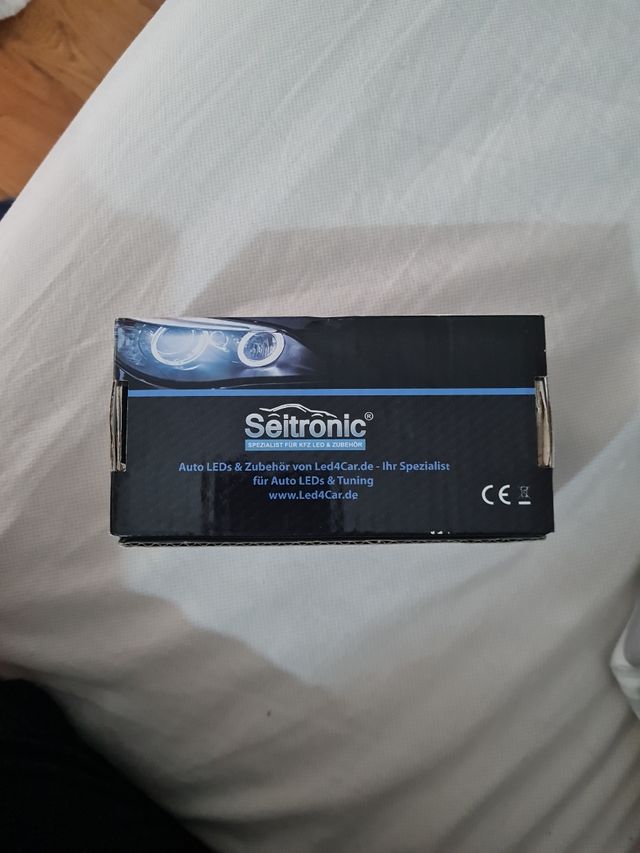 Seitronic®
SPEZIALIST FÜR KFZ LED & ZUBEHÖR
Auto LEDs & Zubehör von Led4Car.de - Ihr Spezialist
für Auto LEDs & Tuning
www.Led4Car.de
CE